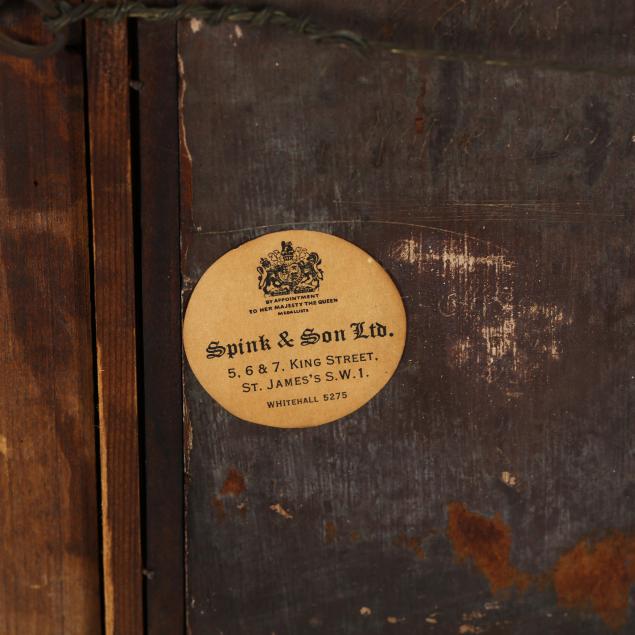 BY APPOINTMENT
TO HER MAJESTY THE QUEEN
MEDALLISTS
Spink & Son Ltd.
5, 6 & 7, KING STREET,
ST. JAMES'S S.W.1.
WHITEHALL 5275